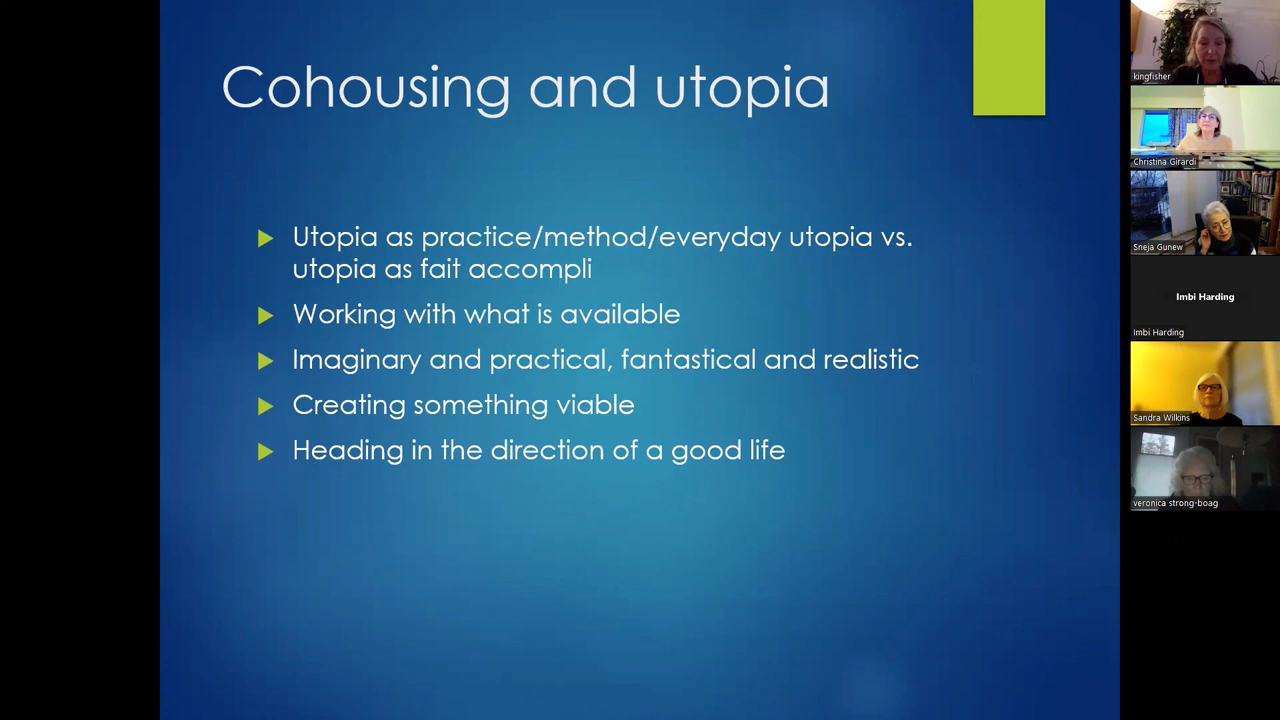 Cohousing and utopia
Utopia as practice/method/everyday utopia vs.
utopia as fait accompli
Working with what is available
Imaginary and practical, fantastical and realistic
Creating something viable
Heading in the direction of a good life
kingfisher
Christina Girardi
Sneja Gunew
Imbi Harding
Imbi Harding
Sandra Wilkins
veronica strong-boag